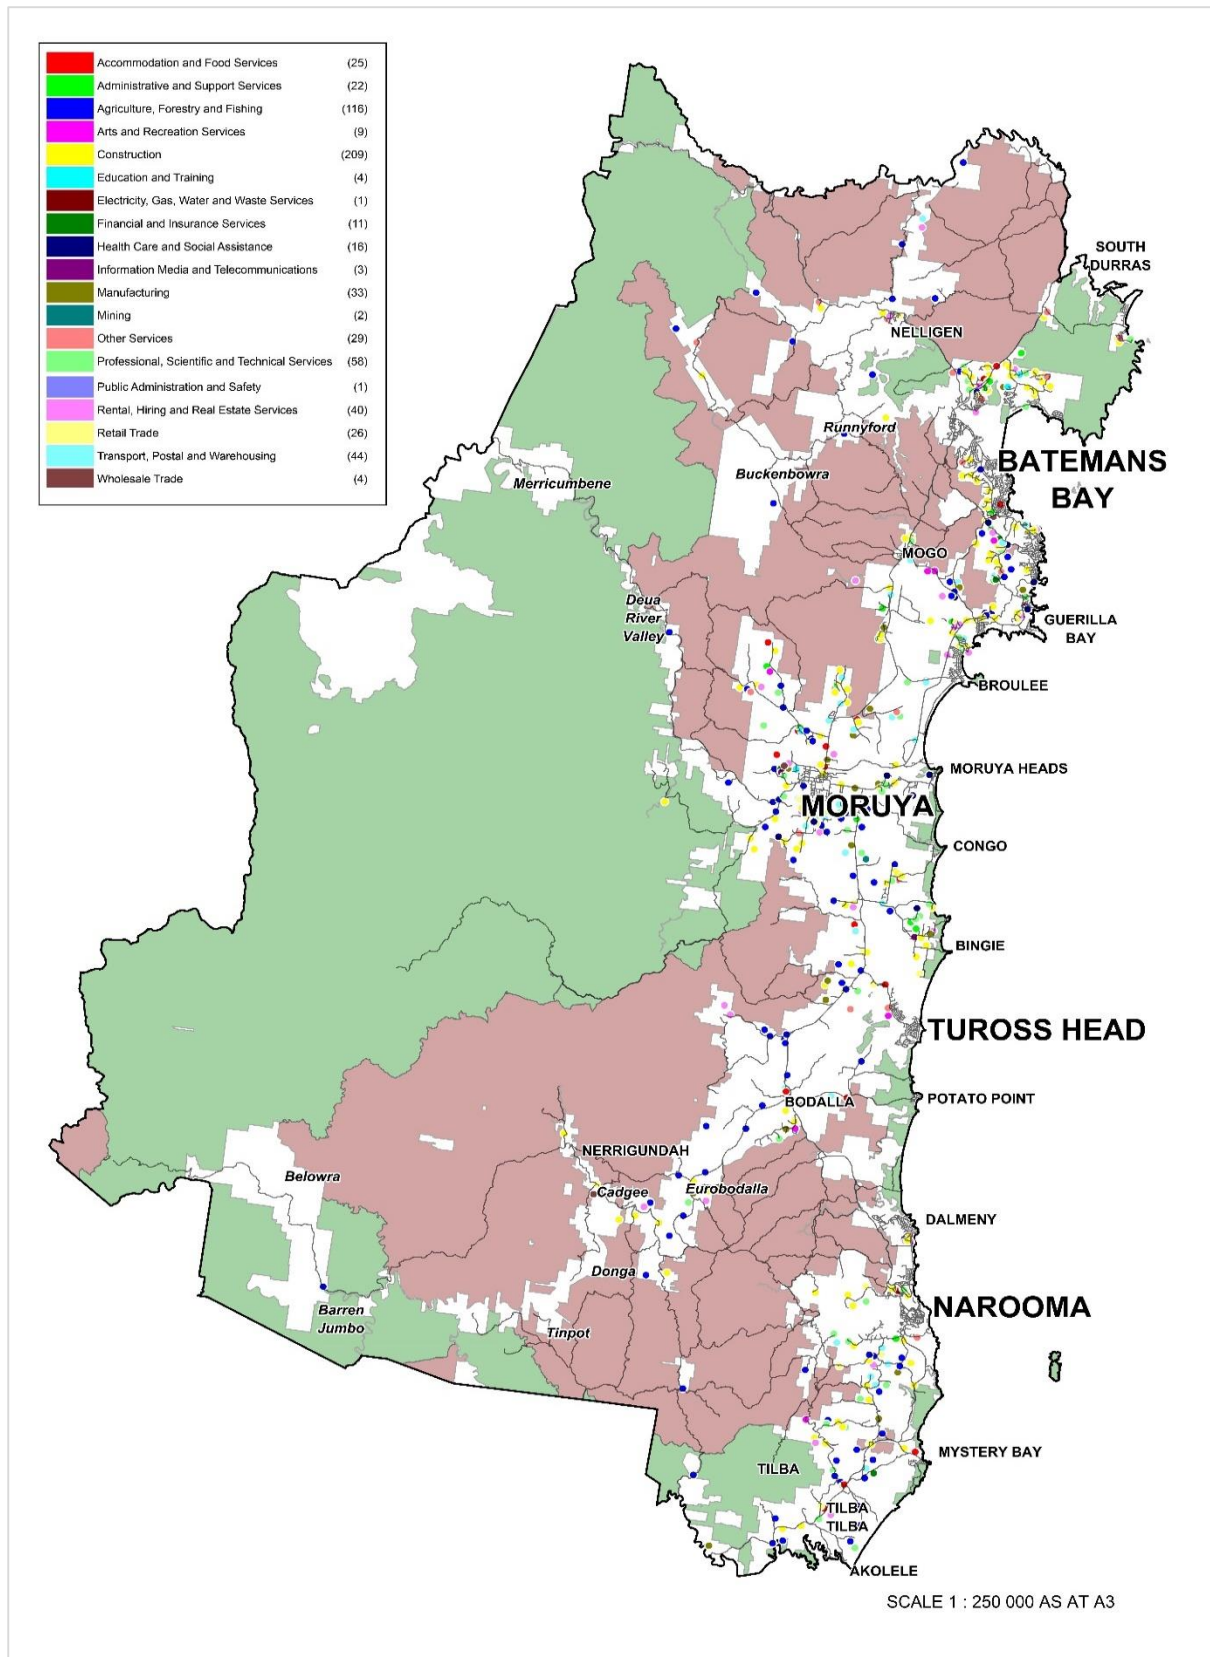 Accommodation and Food Services (25)
Administrative and Support Services (22)
Agriculture, Forestry and Fishing (116)
Arts and Recreation Services (9)
Construction (209)
Education and Training (4)
Electricity, Gas, Water and Waste Services (1)
Financial and Insurance Services (11)
Health Care and Social Assistance (16)
Information Media and Telecommunications (3)
Manufacturing (33)
Mining (2)
Other Services (29)
Professional, Scientific and Technical Services (58)
Public Administration and Safety (1)
Rental, Hiring and Real Estate Services (40)
Retail Trade (26)
Transport, Postal and Warehousing (44)
Wholesale Trade (4)
SOUTH
DURRAS
NELLIGEN
Runnyford
BATEMANS
BAY
Buckenbowra
Merricumbene
MOGO
Deua
River
Valley
GUERILLA
BAY
BROULEE
MORUYA HEADS
MORUYA
CONGO
BINGIE
TUROSS HEAD
POTATO POINT
BODALLA
NERRIGUNDAH
Belowra
Cadgee
Eurobodalla
DALMENY
Donga
NAROOMA
Barren
Jumbo
Tinpot
MYSTERY BAY
TILBA
TILBA
TILBA
AKOLELE
SCALE 1 : 250 000 AS AT A3